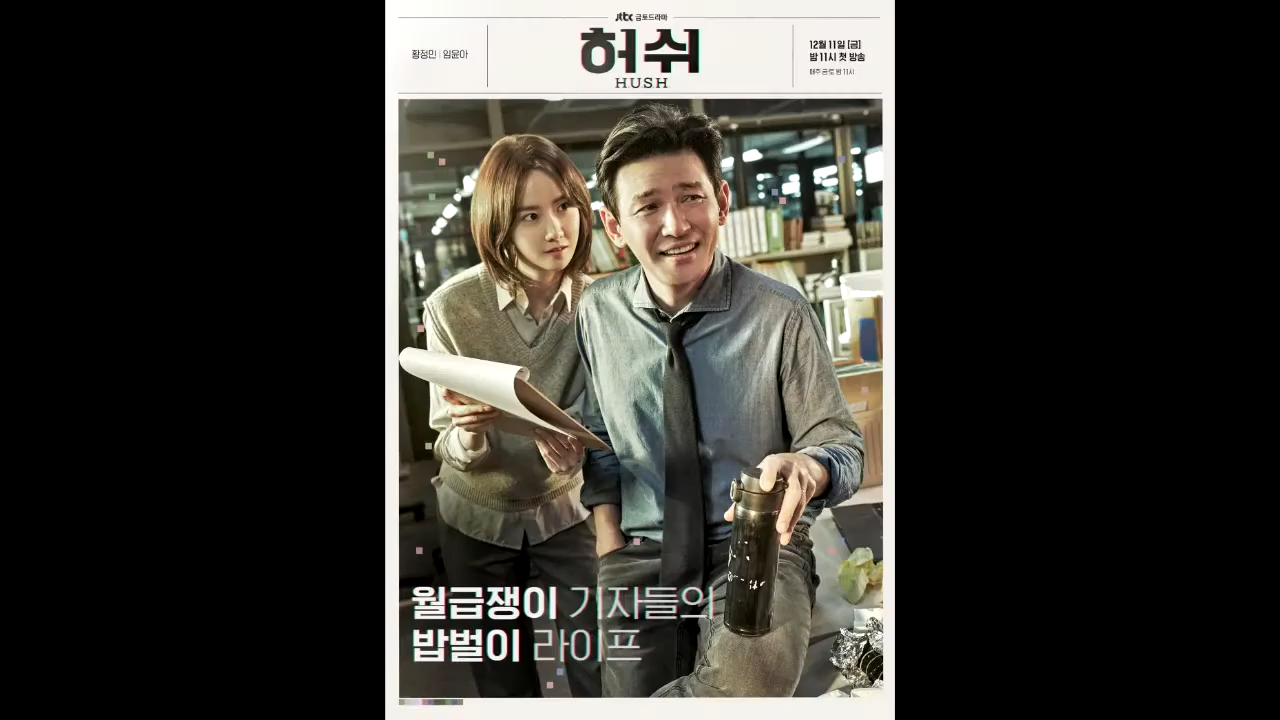 JTBC 금토드라마
황정민 | 임윤아
허쉬
HUSH
12월 11일 [금]
밤 11시 첫 방송
매주 금토 밤 11시
월급쟁이 기자들의
밥벌이 라이프